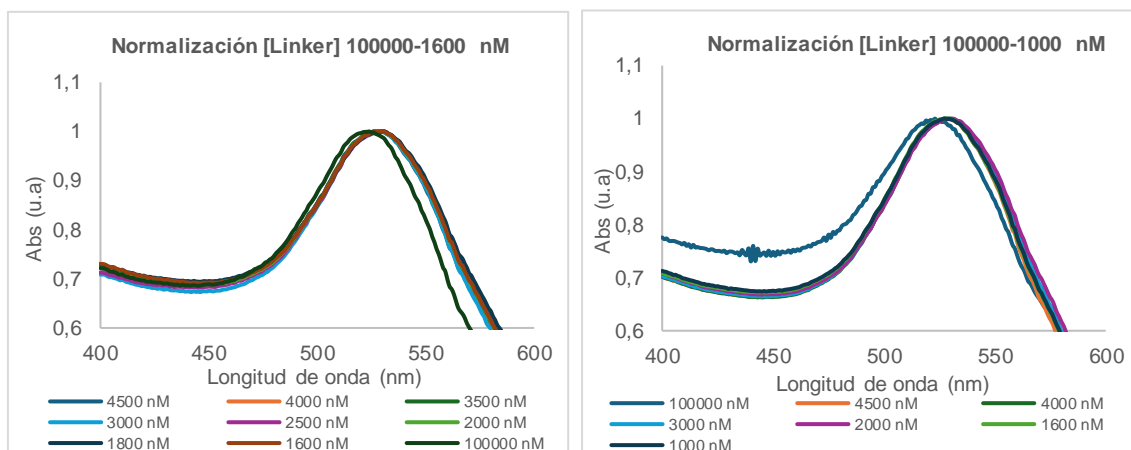 Normalización [Linker] 100000-1600 nM
1,1
1
0,9
0,8
0,7
0,6
Abs (u.a)
400 450 500 550 600
Longitud de onda (nm)
4500 nM 4000 nM 3500 nM
3000 nM 2500 nM 2000 nM
1800 nM 1600 nM 100000 nM
Normalización [Linker] 100000-1000 nM
1,1
1
0,9
0,8
0,7
0,6
Abs (u.a)
400 450 500 550 600
Longitud de onda (nm)
100000 nM 4500 nM 4000 nM
3000 nM 2000 nM 1600 nM
1000 nM